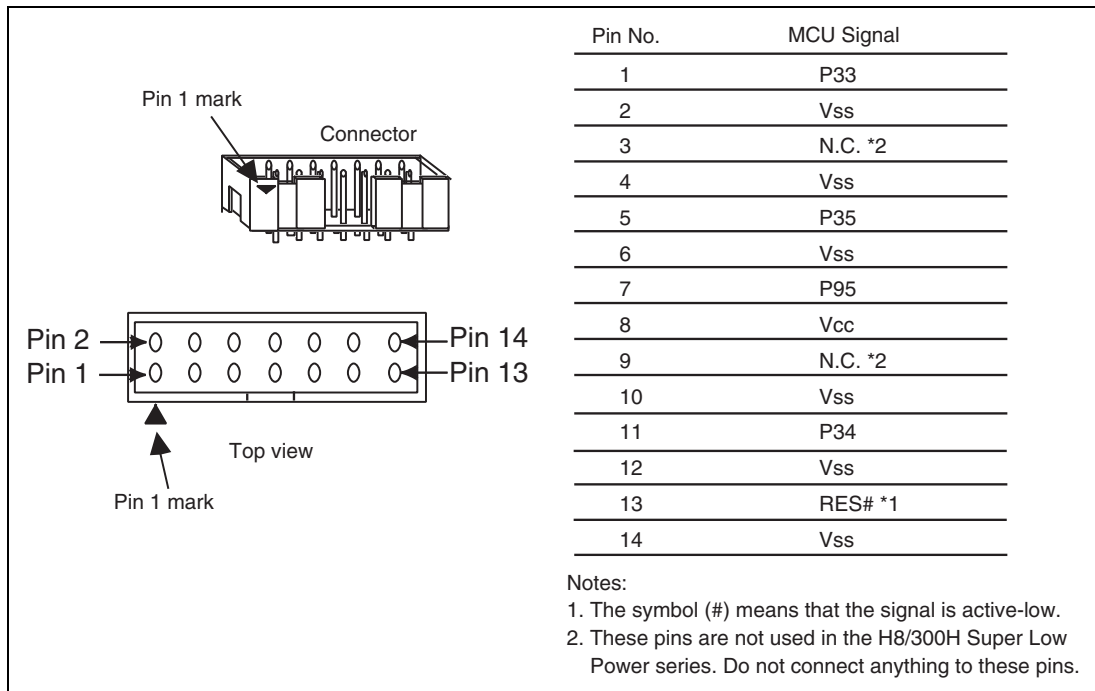 Pin 1 mark
Connector
Pin 2
Pin 14
Pin 1
Pin 13
Top view
Pin 1 mark
Pin No. MCU Signal
1 P33
2 Vss
3 N.C. *2
4 Vss
5 P35
6 Vss
7 P95
8 Vcc
9 N.C. *2
10 Vss
11 P34
12 Vss
13 RES# *1
14 Vss
Notes:
1. The symbol (#) means that the signal is active-low.
2. These pins are not used in the H8/300H Super Low
Power series. Do not connect anything to these pins.